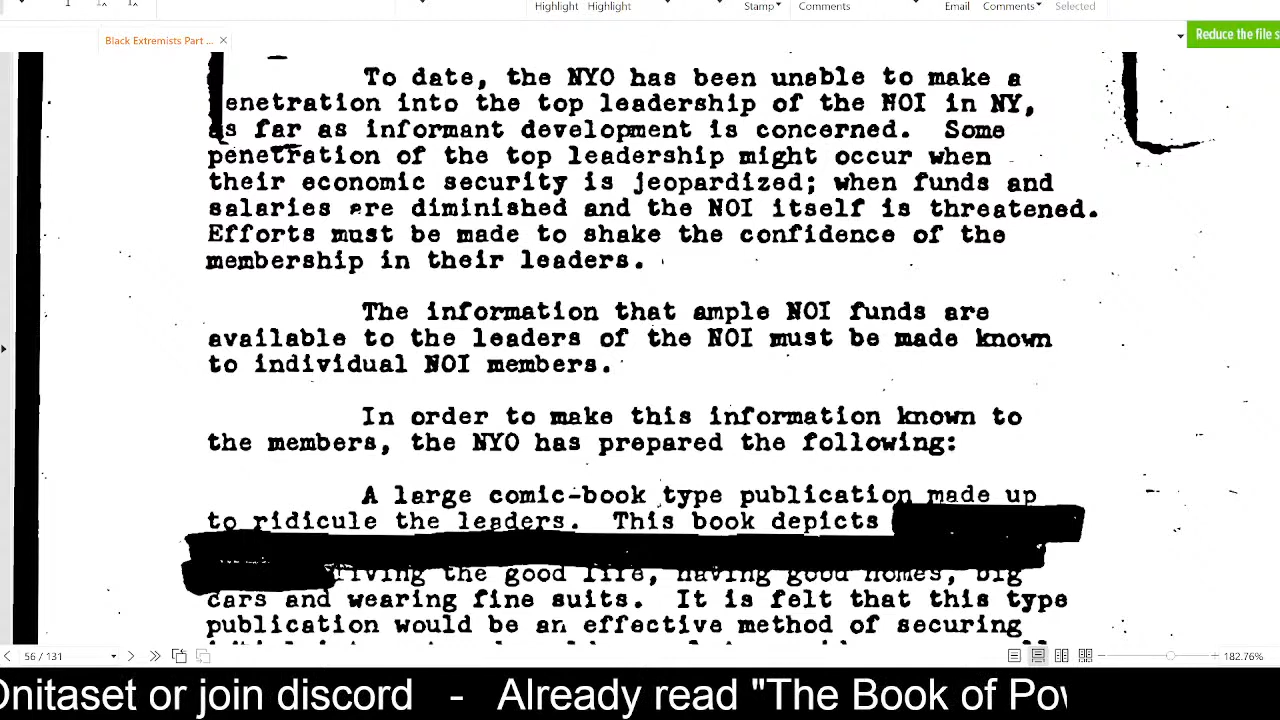 Highlight Highlight Stamp Comments Email Comments Selected
Black Extremists Part ...
Reduce the file s
To date, the NYO has been unable to make a
enetration into the top leadership of the NOI in NY,
as far as informant development is concerned. Some
penetration of the top leadership might occur when
their economic security is jeopardized; when funds and
salaries are diminished and the NOI itself is threatened.
Efforts must be made to shake the confidence of the
membership in their leaders.
The information that ample NOI funds are
available to the leaders of the NOI must be made known
to individual NOI members.
In order to make this information known to
the members, the NYO has prepared the following:
A large comic-book type publication made up
to ridicule the leaders. This book depicts
the good life, having good homes, big
cars and wearing fine suits. It is felt that this type
publication would be an effective method of securing
56 / 131
182.76%
Onitaset or join discord - Already read "The Book of Pow